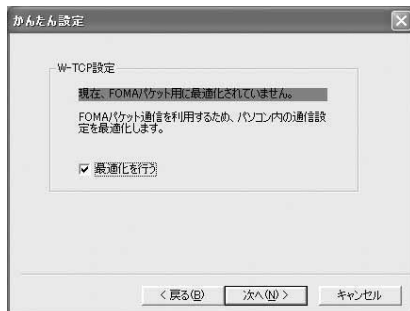 かんたん設定
W-TCP設定
現在、FOMAパケット用に最適化されていません。
FOMAパケット通信を利用するため、パソコン内の通信設
定を最適化します。
最適化を行う
< 戻る(B)
次へ(N) >
キャンセル